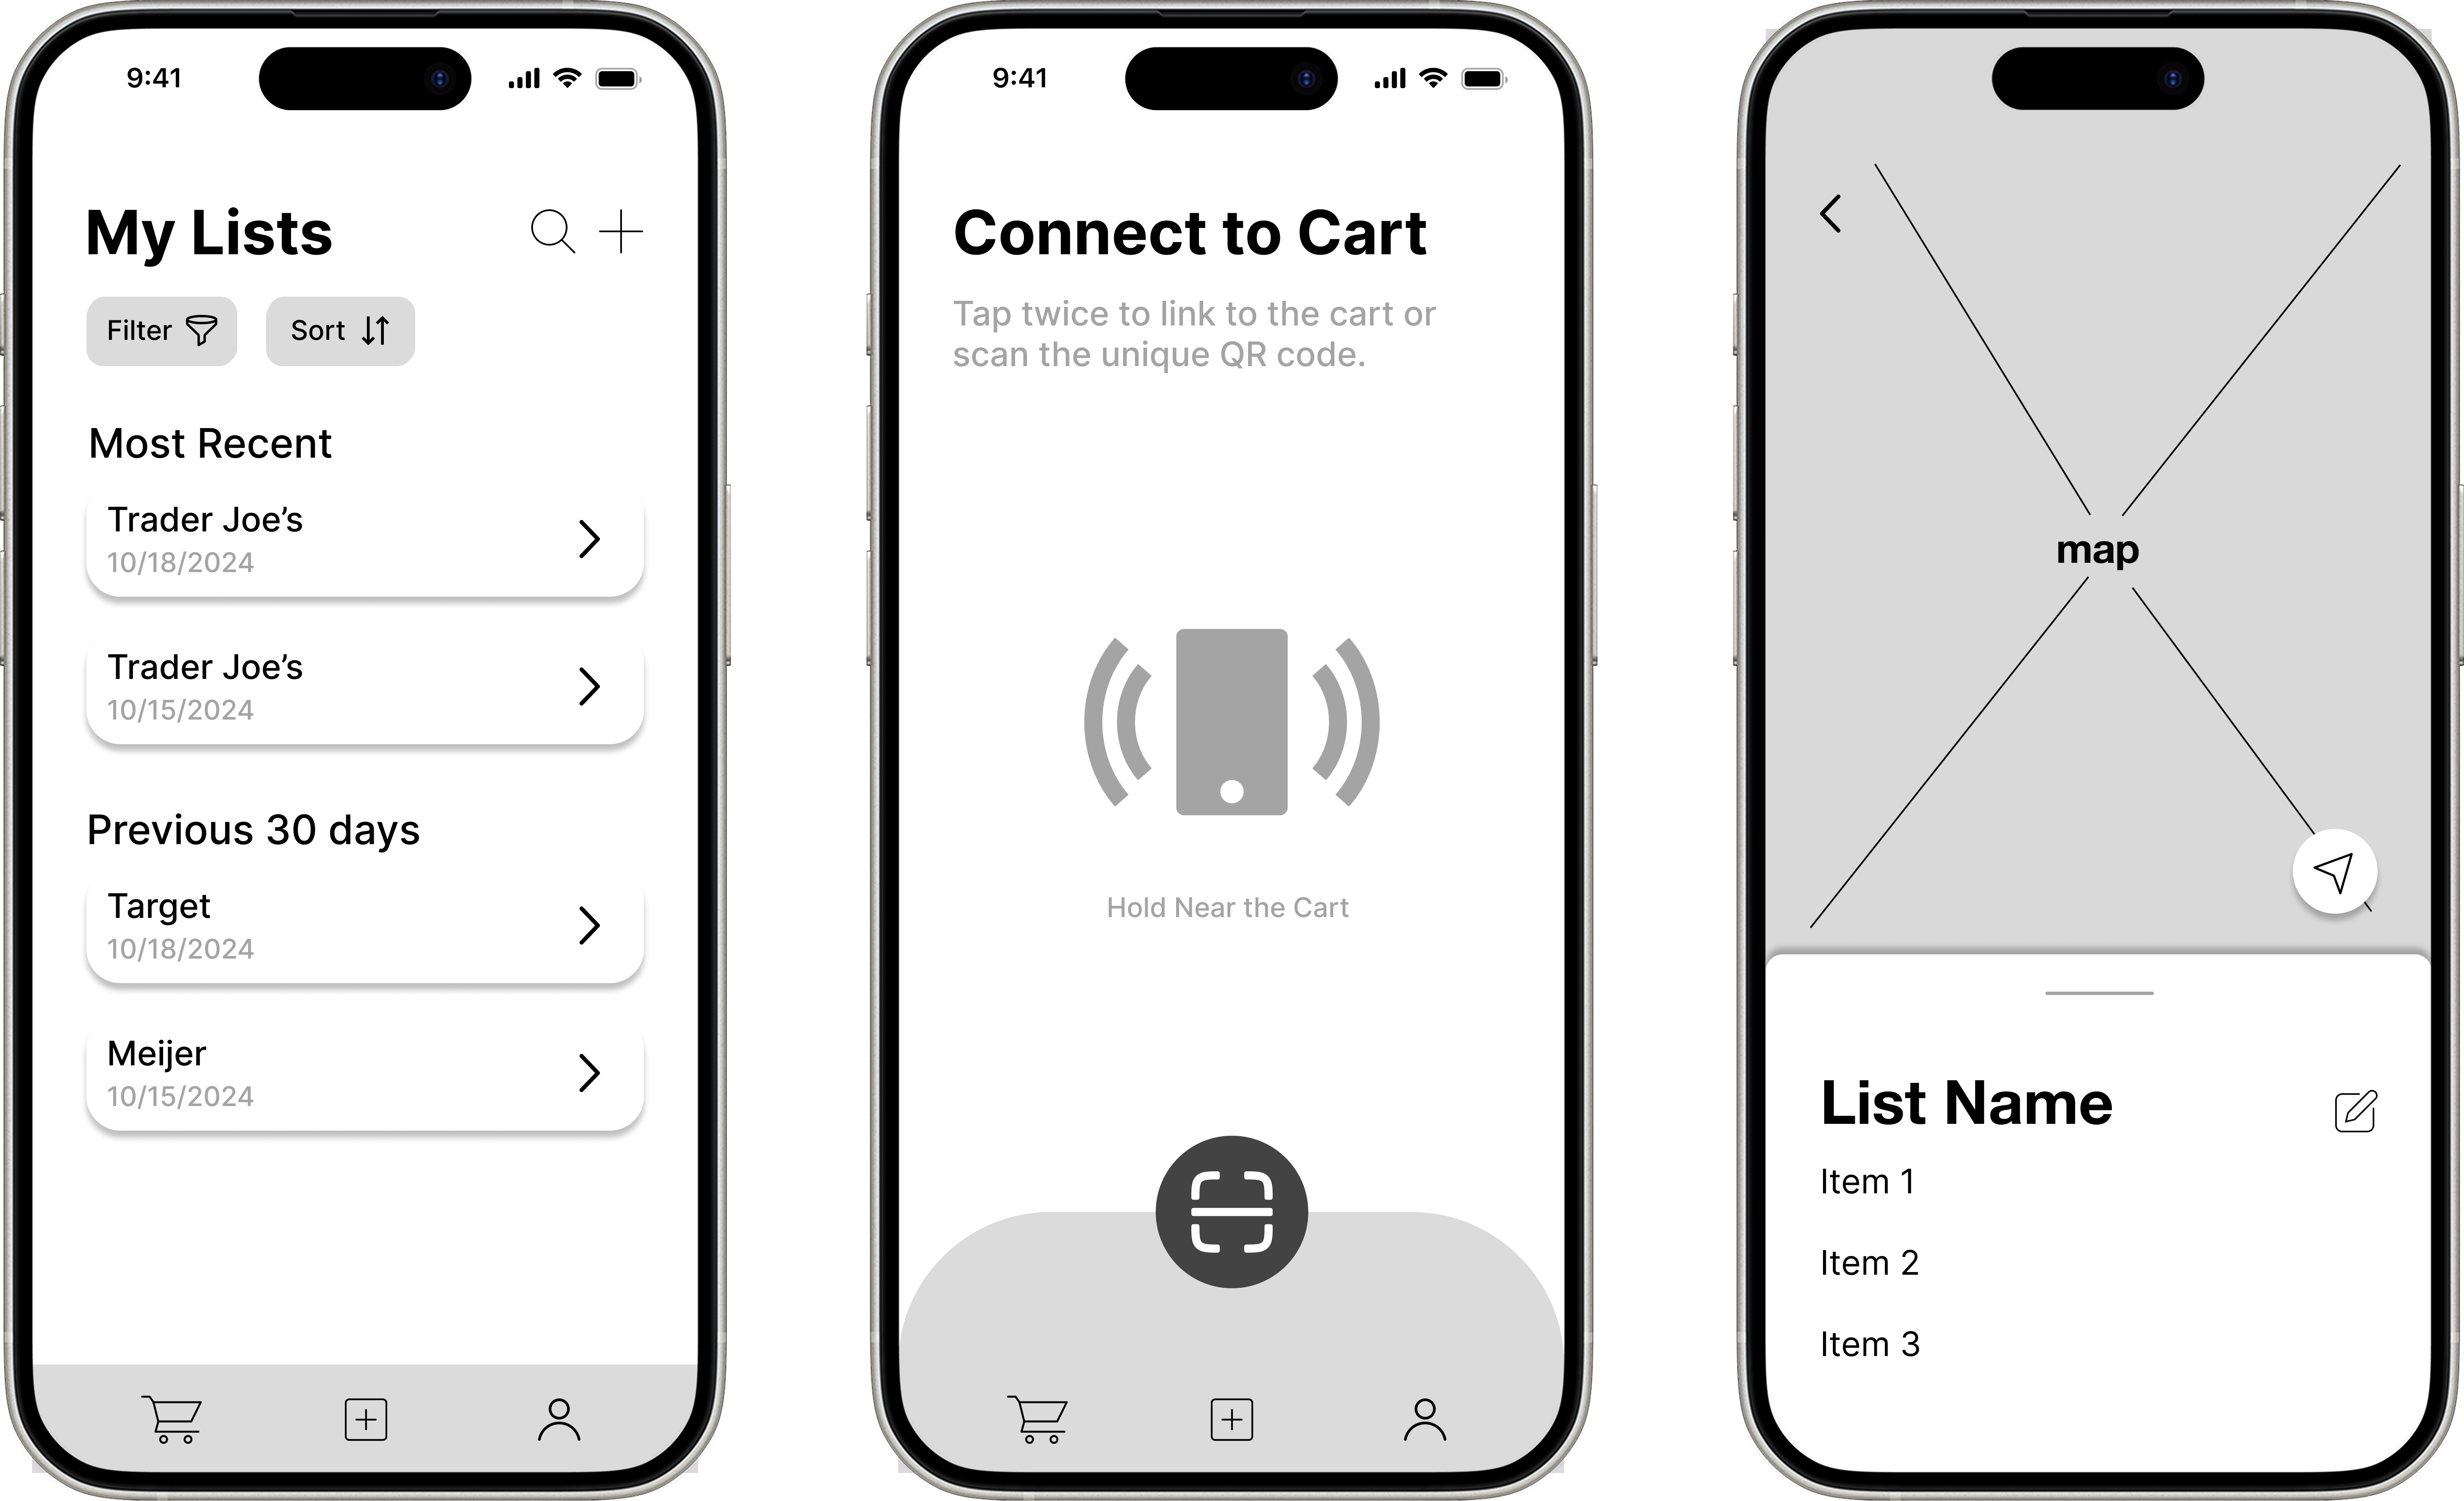 9:41
My Lists
Filter
Sort
Most Recent
Trader Joe’s
10/18/2024
Trader Joe’s
10/15/2024
Previous 30 days
Target
10/18/2024
Meijer
10/15/2024
9:41
Connect to Cart
Tap twice to link to the cart or
scan the unique QR code.
Hold Near the Cart
map
List Name
Item 1
Item 2
Item 3